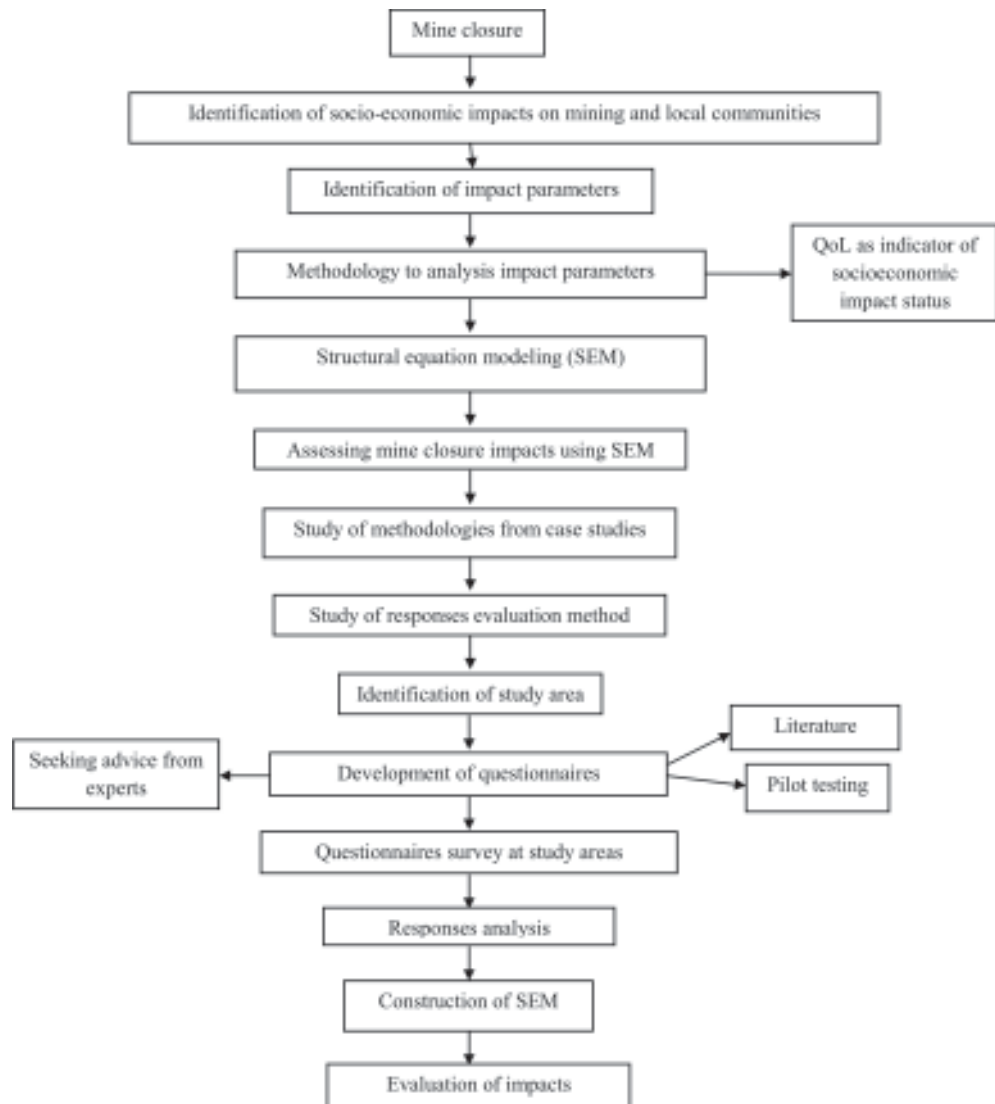 Mine closure
Identification of socio-economic impacts on mining and local communities
Identification of impact parameters
Methodology to analysis impact parameters
QoL as indicator of
socioeconomic
impact status
Structural equation modeling (SEM)
Assessing mine closure impacts using SEM
Study of methodologies from case studies
Study of responses evaluation method
Identification of study area
Literature
Seeking advice from
experts
Development of questionnaires
Pilot testing
Questionnaires survey at study areas
Responses analysis
Construction of SEM
Evaluation of impacts